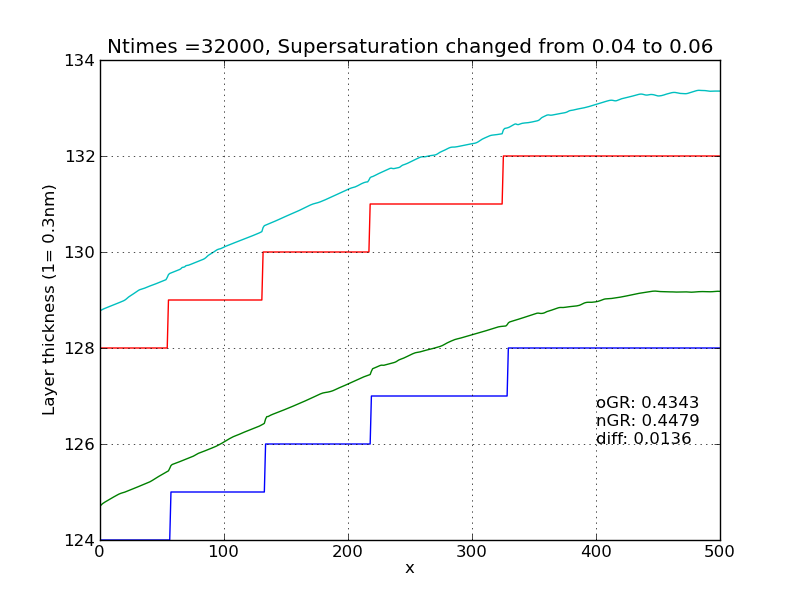 Ntimes =32000, Supersaturation changed from 0.04 to 0.06
134
132
130
128
126
124
Layer thickness (1= 0.3nm)
oGR: 0.4343
nGR: 0.4479
diff: 0.0136
0 100 200 300 400 500
x